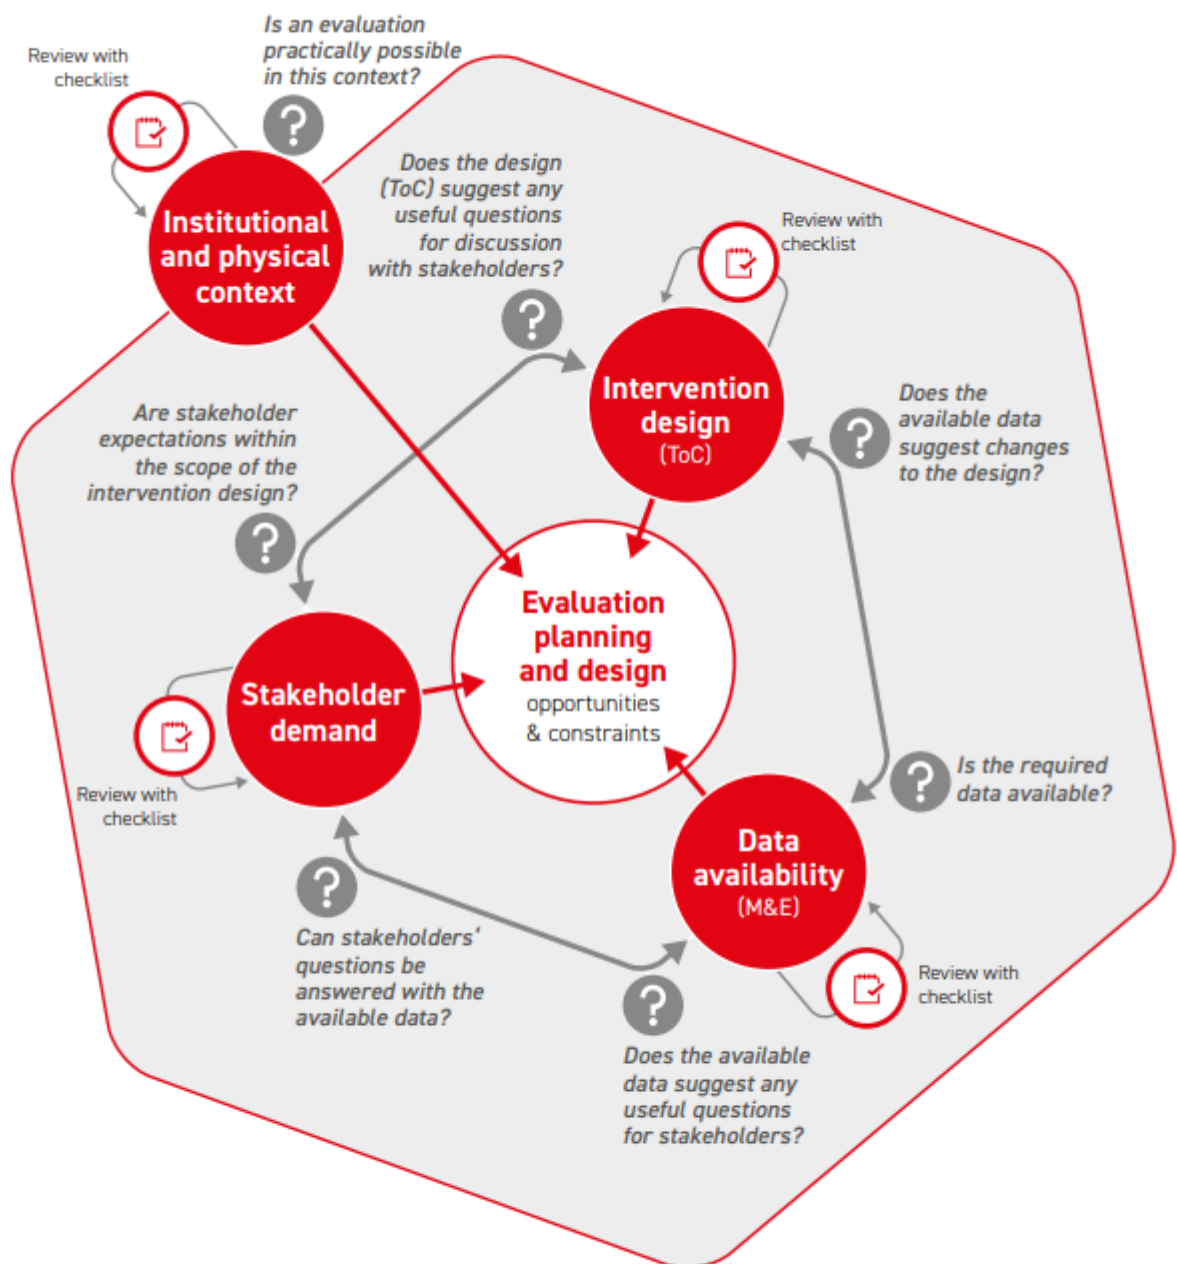 Is an evaluation
practically possible
in this context?
Review with
checklist
Institutional
and physical
context
Does the design
(ToC) suggest any
useful questions
for discussion
with stakeholders?
Review with
checklist
Intervention
design
(ToC)
Are stakeholder
expectations within
the scope of the
intervention design?
Does the
available data
suggest changes
to the design?
Evaluation
planning
and design
opportunities
& constraints
Stakeholder
demand
Review with
checklist
Is the required
data available?
Data
availability
(M&E)
Can stakeholders'
questions be
answered with the
available data?
Review with
checklist
Does the available
data suggest any
useful questions
for stakeholders?